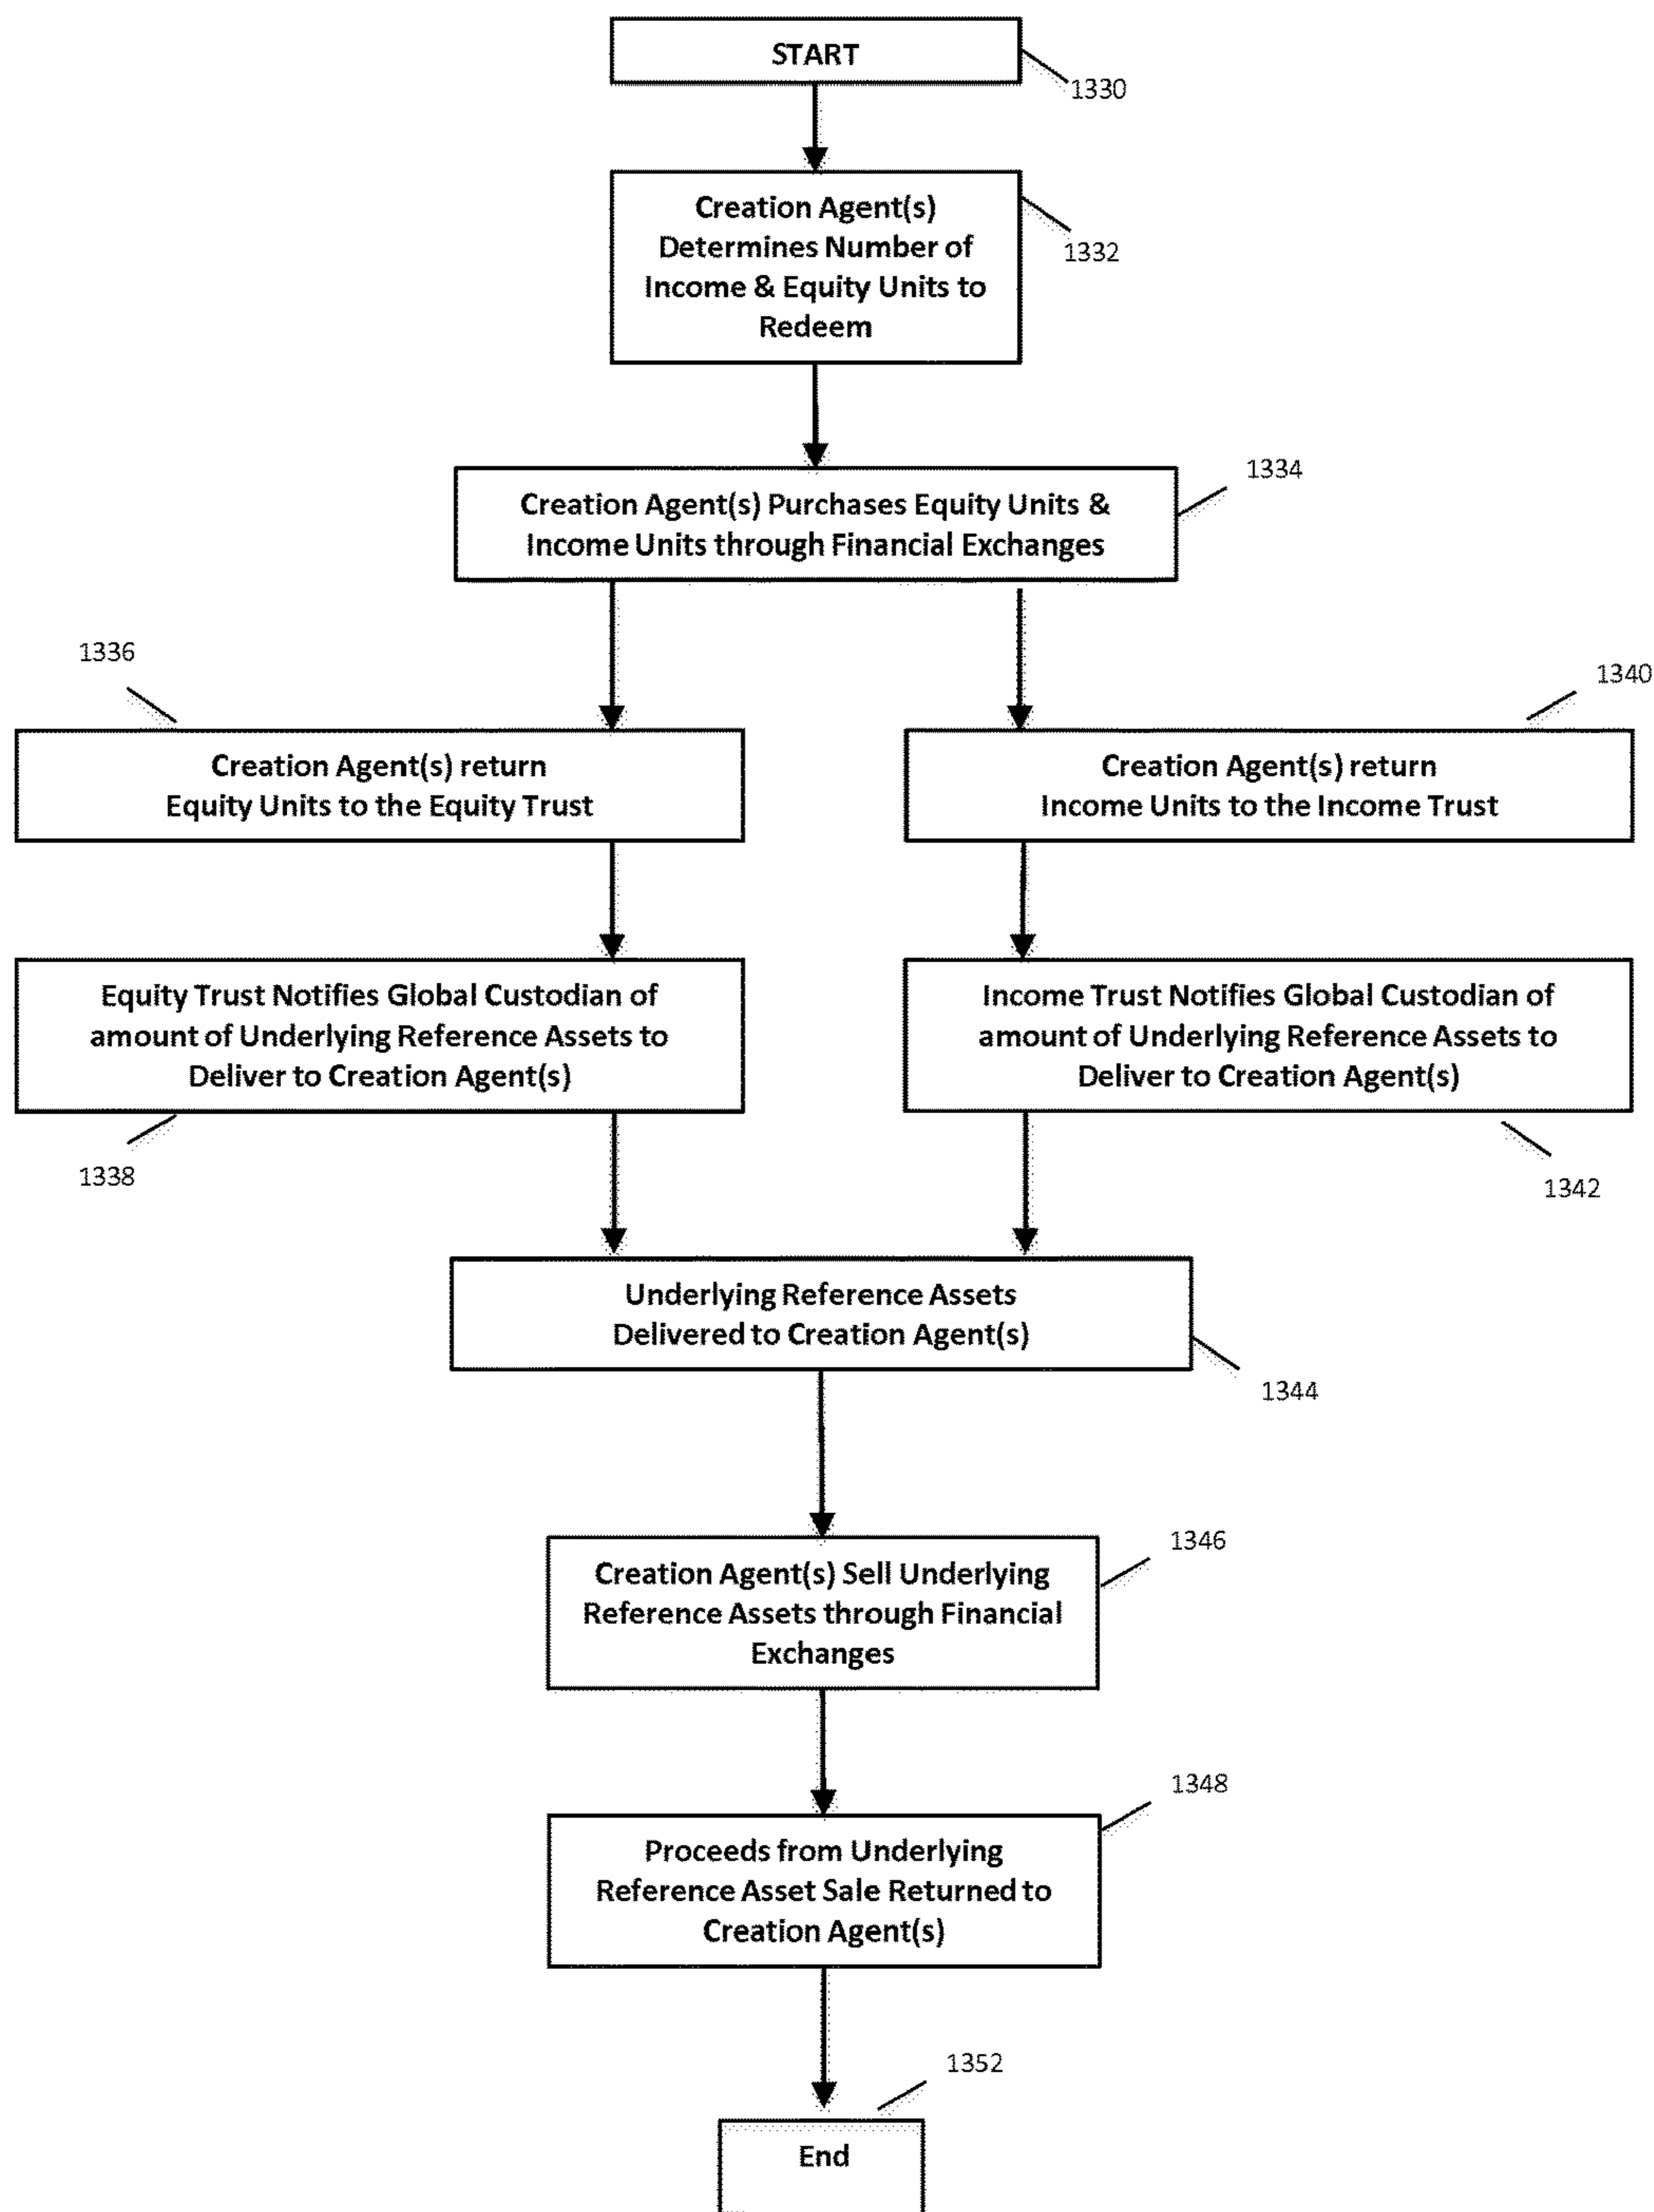 START
1330
Creation Agent(s)
Determines Number of
Income & Equity Units to
Redeem
1332
1334
Creation Agent(s) Purchases Equity Units &
Income Units through Financial Exchanges
1336
1340
Creation Agent(s) return
Equity Units to the Equity Trust
Creation Agent(s) return
Income Units to the Income Trust
Equity Trust Notifies Global Custodian of
amount of Underlying Reference Assets to
Deliver to Creation Agent(s)
Income Trust Notifies Global Custodian of
amount of Underlying Reference Assets to
Deliver to Creation Agent(s)
1338
1342
Underlying Reference Assets
Delivered to Creation Agent(s)
1344
1346
Creation Agent(s) Sell Underlying
Reference Assets through Financial
Exchanges
1348
Proceeds from Underlying
Reference Asset Sale Returned to
Creation Agent(s)
1352
End